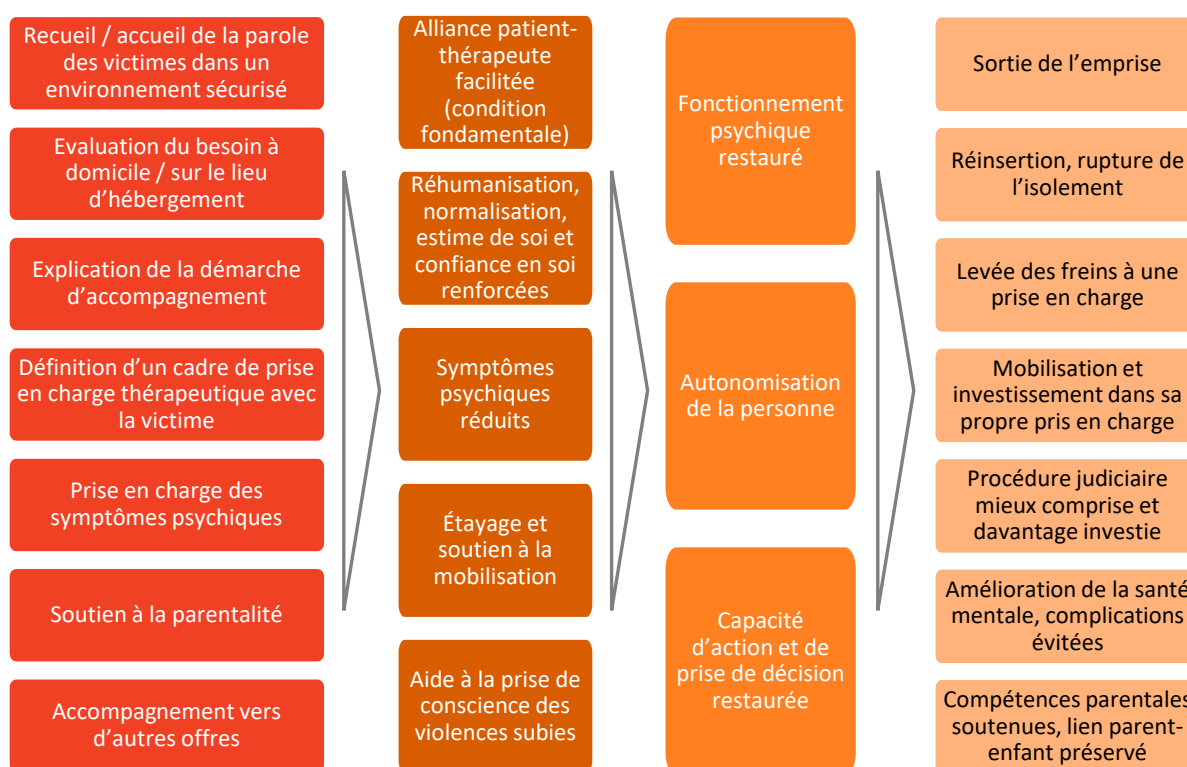 Recueil / accueil de la parole
des victimes dans un
environnement sécurisé
Evaluation du besoin à
domicile / sur le lieu
d’hébergement
Explication de la démarche
d’accompagnement
Définition d’un cadre de prise
en charge thérapeutique avec
la victime
Prise en charge des
symptômes psychiques
Soutien à la parentalité
Accompagnement vers
d’autres offres
Alliance patient-
thérapeute
facilitée
(condition
fondamentale)
Réhumanisation,
normalisation,
estime de soi et
confiance en soi
renforcées
Symptômes
psychiques
réduits
Étayage et
soutien à la
mobilisation
Aide à la prise de
conscience des
violences subies
Fonctionnement
psychique
restauré
Autonomisation
de la personne
Capacité
d’action et de
prise de décision
restaurée
Sortie de l’emprise
Réinsertion, rupture de
l’isolement
Levée des freins à une
prise en charge
Mobilisation et
investissement dans sa
propre pris en charge
Procédure judiciaire
mieux comprise et
davantage investie
Amélioration de la santé
mentale, complications
évitées
Compétences parentales
soutenues, lien parent-
enfant préservé